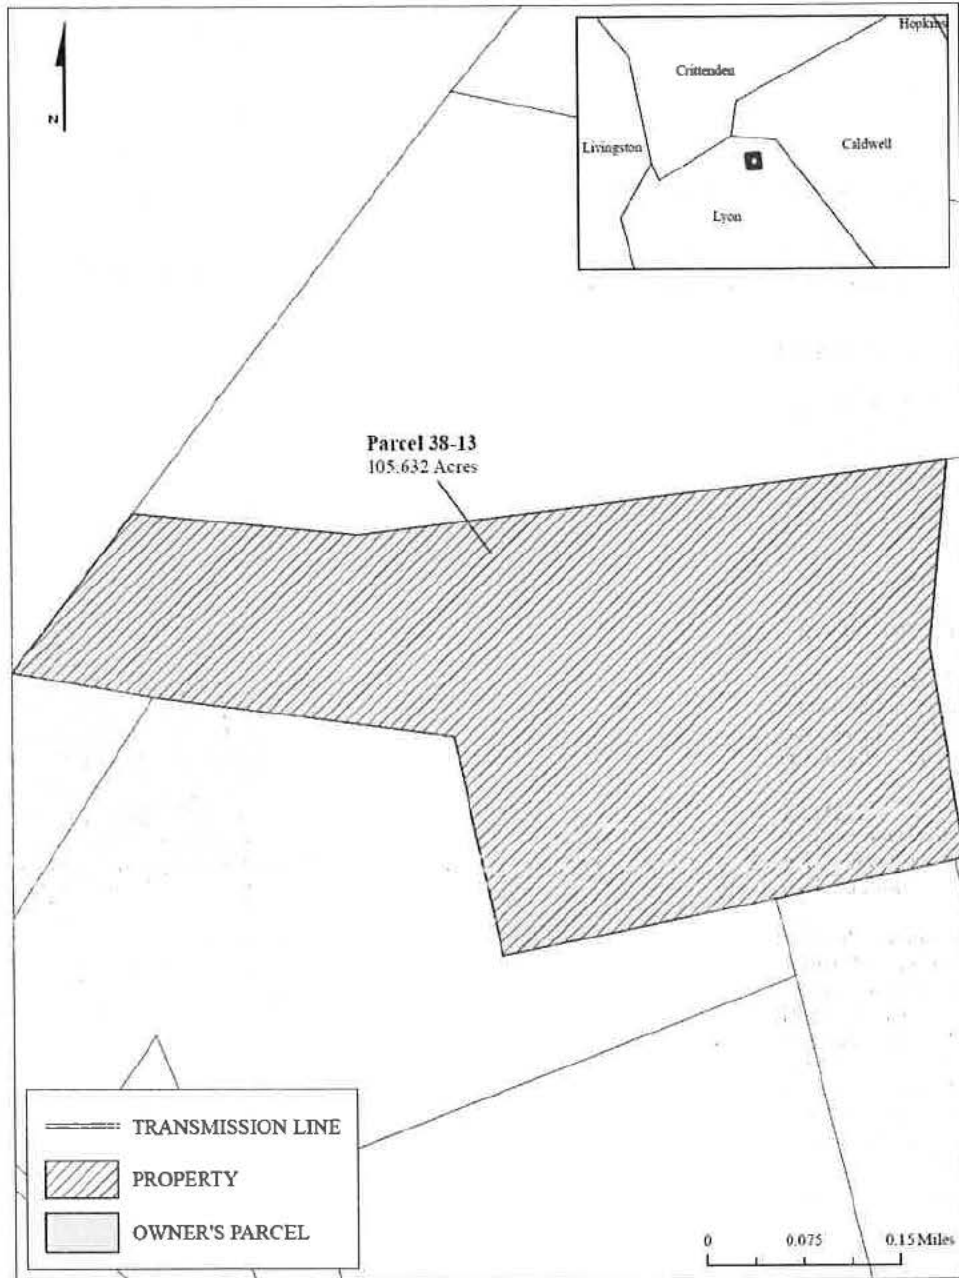 N
Hopkins
Crittenden
Livingston
Caldwell
Lyon
Parcel 38-13
105.632 Acres
TRANSMISSION LINE
PROPERTY
OWNER'S PARCEL
0 0.075 0.15 Miles